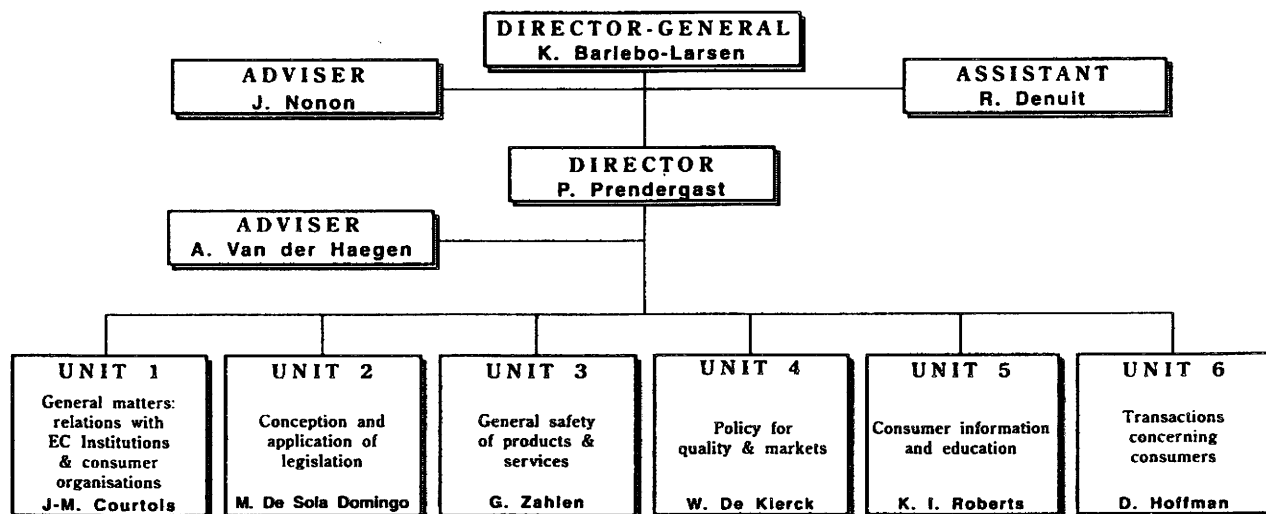 DIRECTOR-GENERAL
K. Barlebo-Larsen
ADVISER
J. Nonon
ASSISTANT
R. Denuit
DIRECTOR
P. Prendergast
ADVISER
A. Van der Haegen
UNIT 1
General matters:
relations with
EC Institutions
& consumer
organisations
J-M. Courtois
UNIT 2
Conception and
application of
legislation
M. De Sola Domingo
UNIT 3
General safety
of products &
services
G. Zahlen
UNIT 4
Policy for
quality & markets
W. De Klerck
UNIT 5
Consumer information
and education
K. I. Roberts
UNIT 6
Transactions
concerning
consumers
D. Hoffman